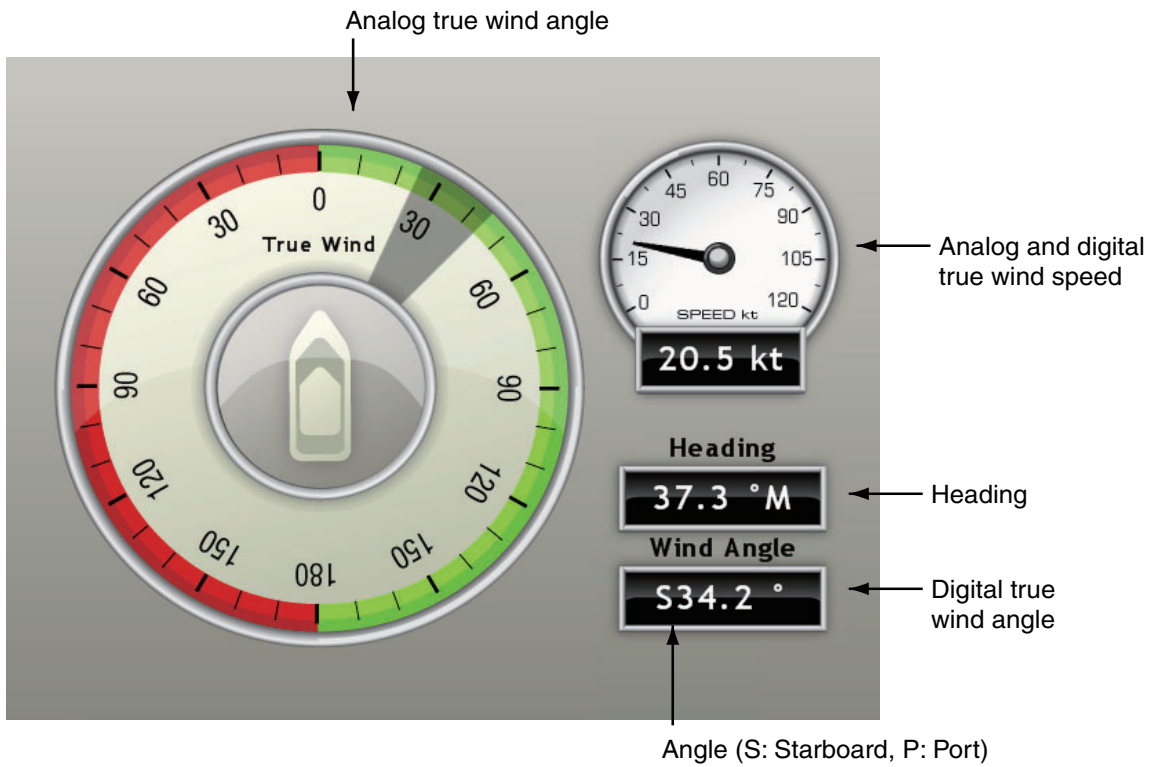 Analog true wind angle
0
30
60
90
120
150
180
150
120
90
60
30
True Wind
0
15
30
45
60
75
90
105
120
SPEED kt
20.5 kt
Analog and digital
true wind speed
Heading
37.3 °M
Heading
Wind Angle
S34.2 °
Digital true
wind angle
Angle (S: Starboard, P: Port)